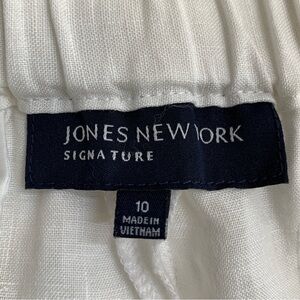 JONES NEW YORK
SIGNATURE
10
MADE IN
VIETNAM